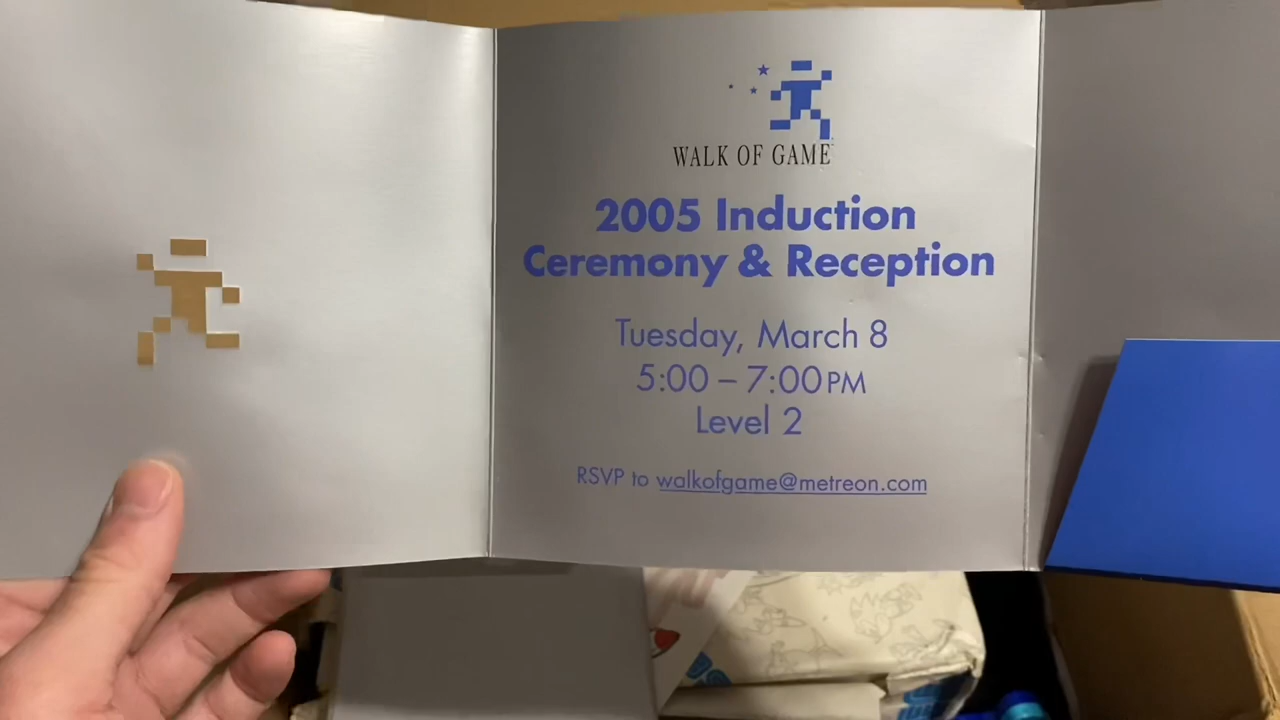 WALK OF GAME
2005 Induction
Ceremony & Reception
Tuesday, March 8
5:00 – 7:00 PM
Level 2
RSVP to walkofgame@metreon.com